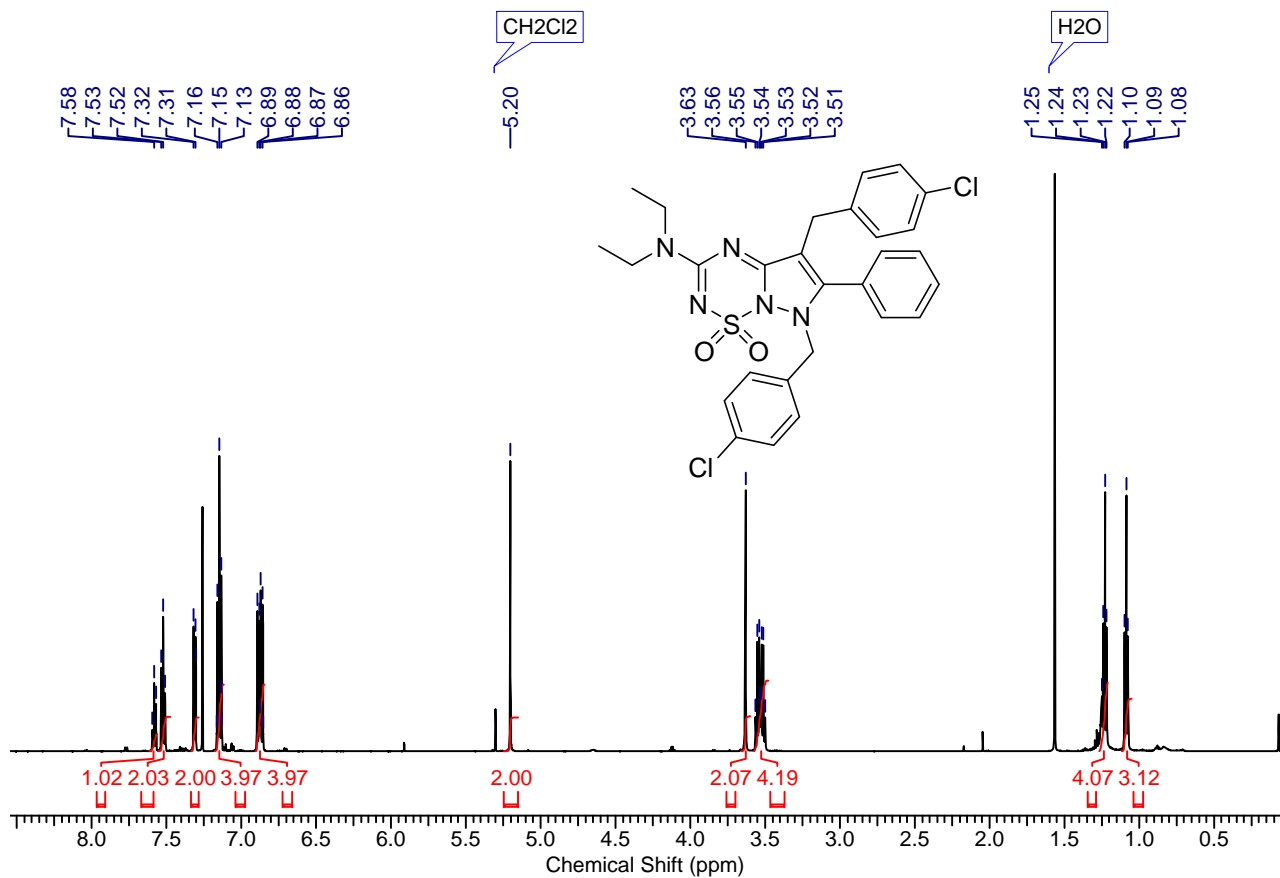 CH2Cl2
H2O
7.58
7.53
7.52
7.32
7.31
7.16
7.15
7.13
6.89
6.88
6.87
6.86
5.20
3.63
3.56
3.55
3.54
3.53
3.52
3.51
1.25
1.24
1.23
1.22
1.10
1.09
1.08
Cl
N
N
N
N
N
S
O
O
Cl
1.02 2.03 2.00 3.97 3.97 2.00 2.07 4.19 4.07 3.12
8.0 7.5 7.0 6.5 6.0 5.5 5.0 4.5 4.0 3.5 3.0 2.5 2.0 1.5 1.0 0.5
Chemical Shift (ppm)